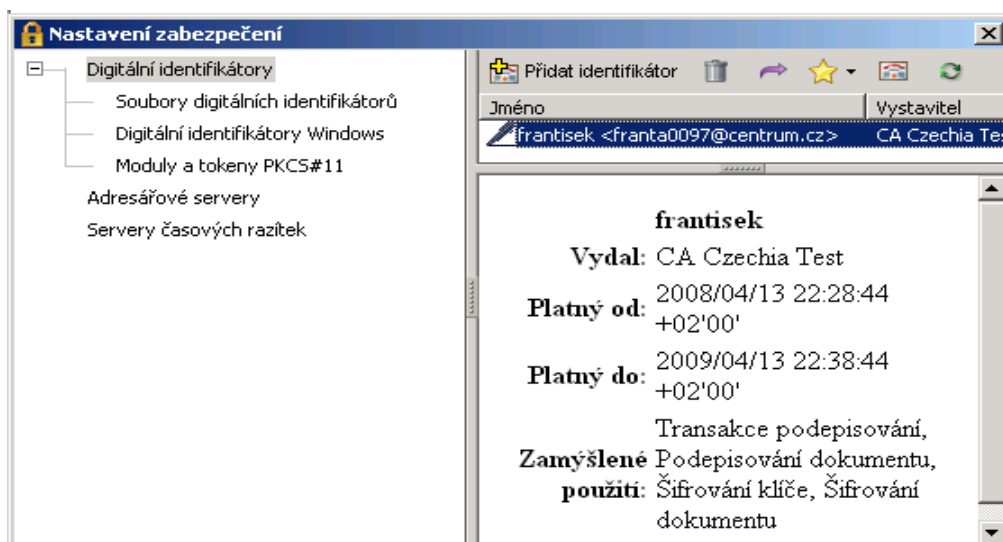 Nastavení zabezpečení
Digitální identifikátory
Soubory digitálních identifikátorů
Digitální identifikátory Windows
Moduly a tokeny PKCS#11
Adresářové servery
Servery časových razítek
Přidat identifikátor
Jméno Vystavitel
frantisek <franta0097@centrum.cz> CA Czechia Tes
frantisek
Vydal: CA Czechia Test
Platný od: 2008/04/13 22:28:44
+02'00'
Platný do: 2009/04/13 22:38:44
+02'00'
Transakce podepisování,
Zamýšlené Podepisování dokumentu,
použití: Šifrování klíče, Šifrování
dokumentu